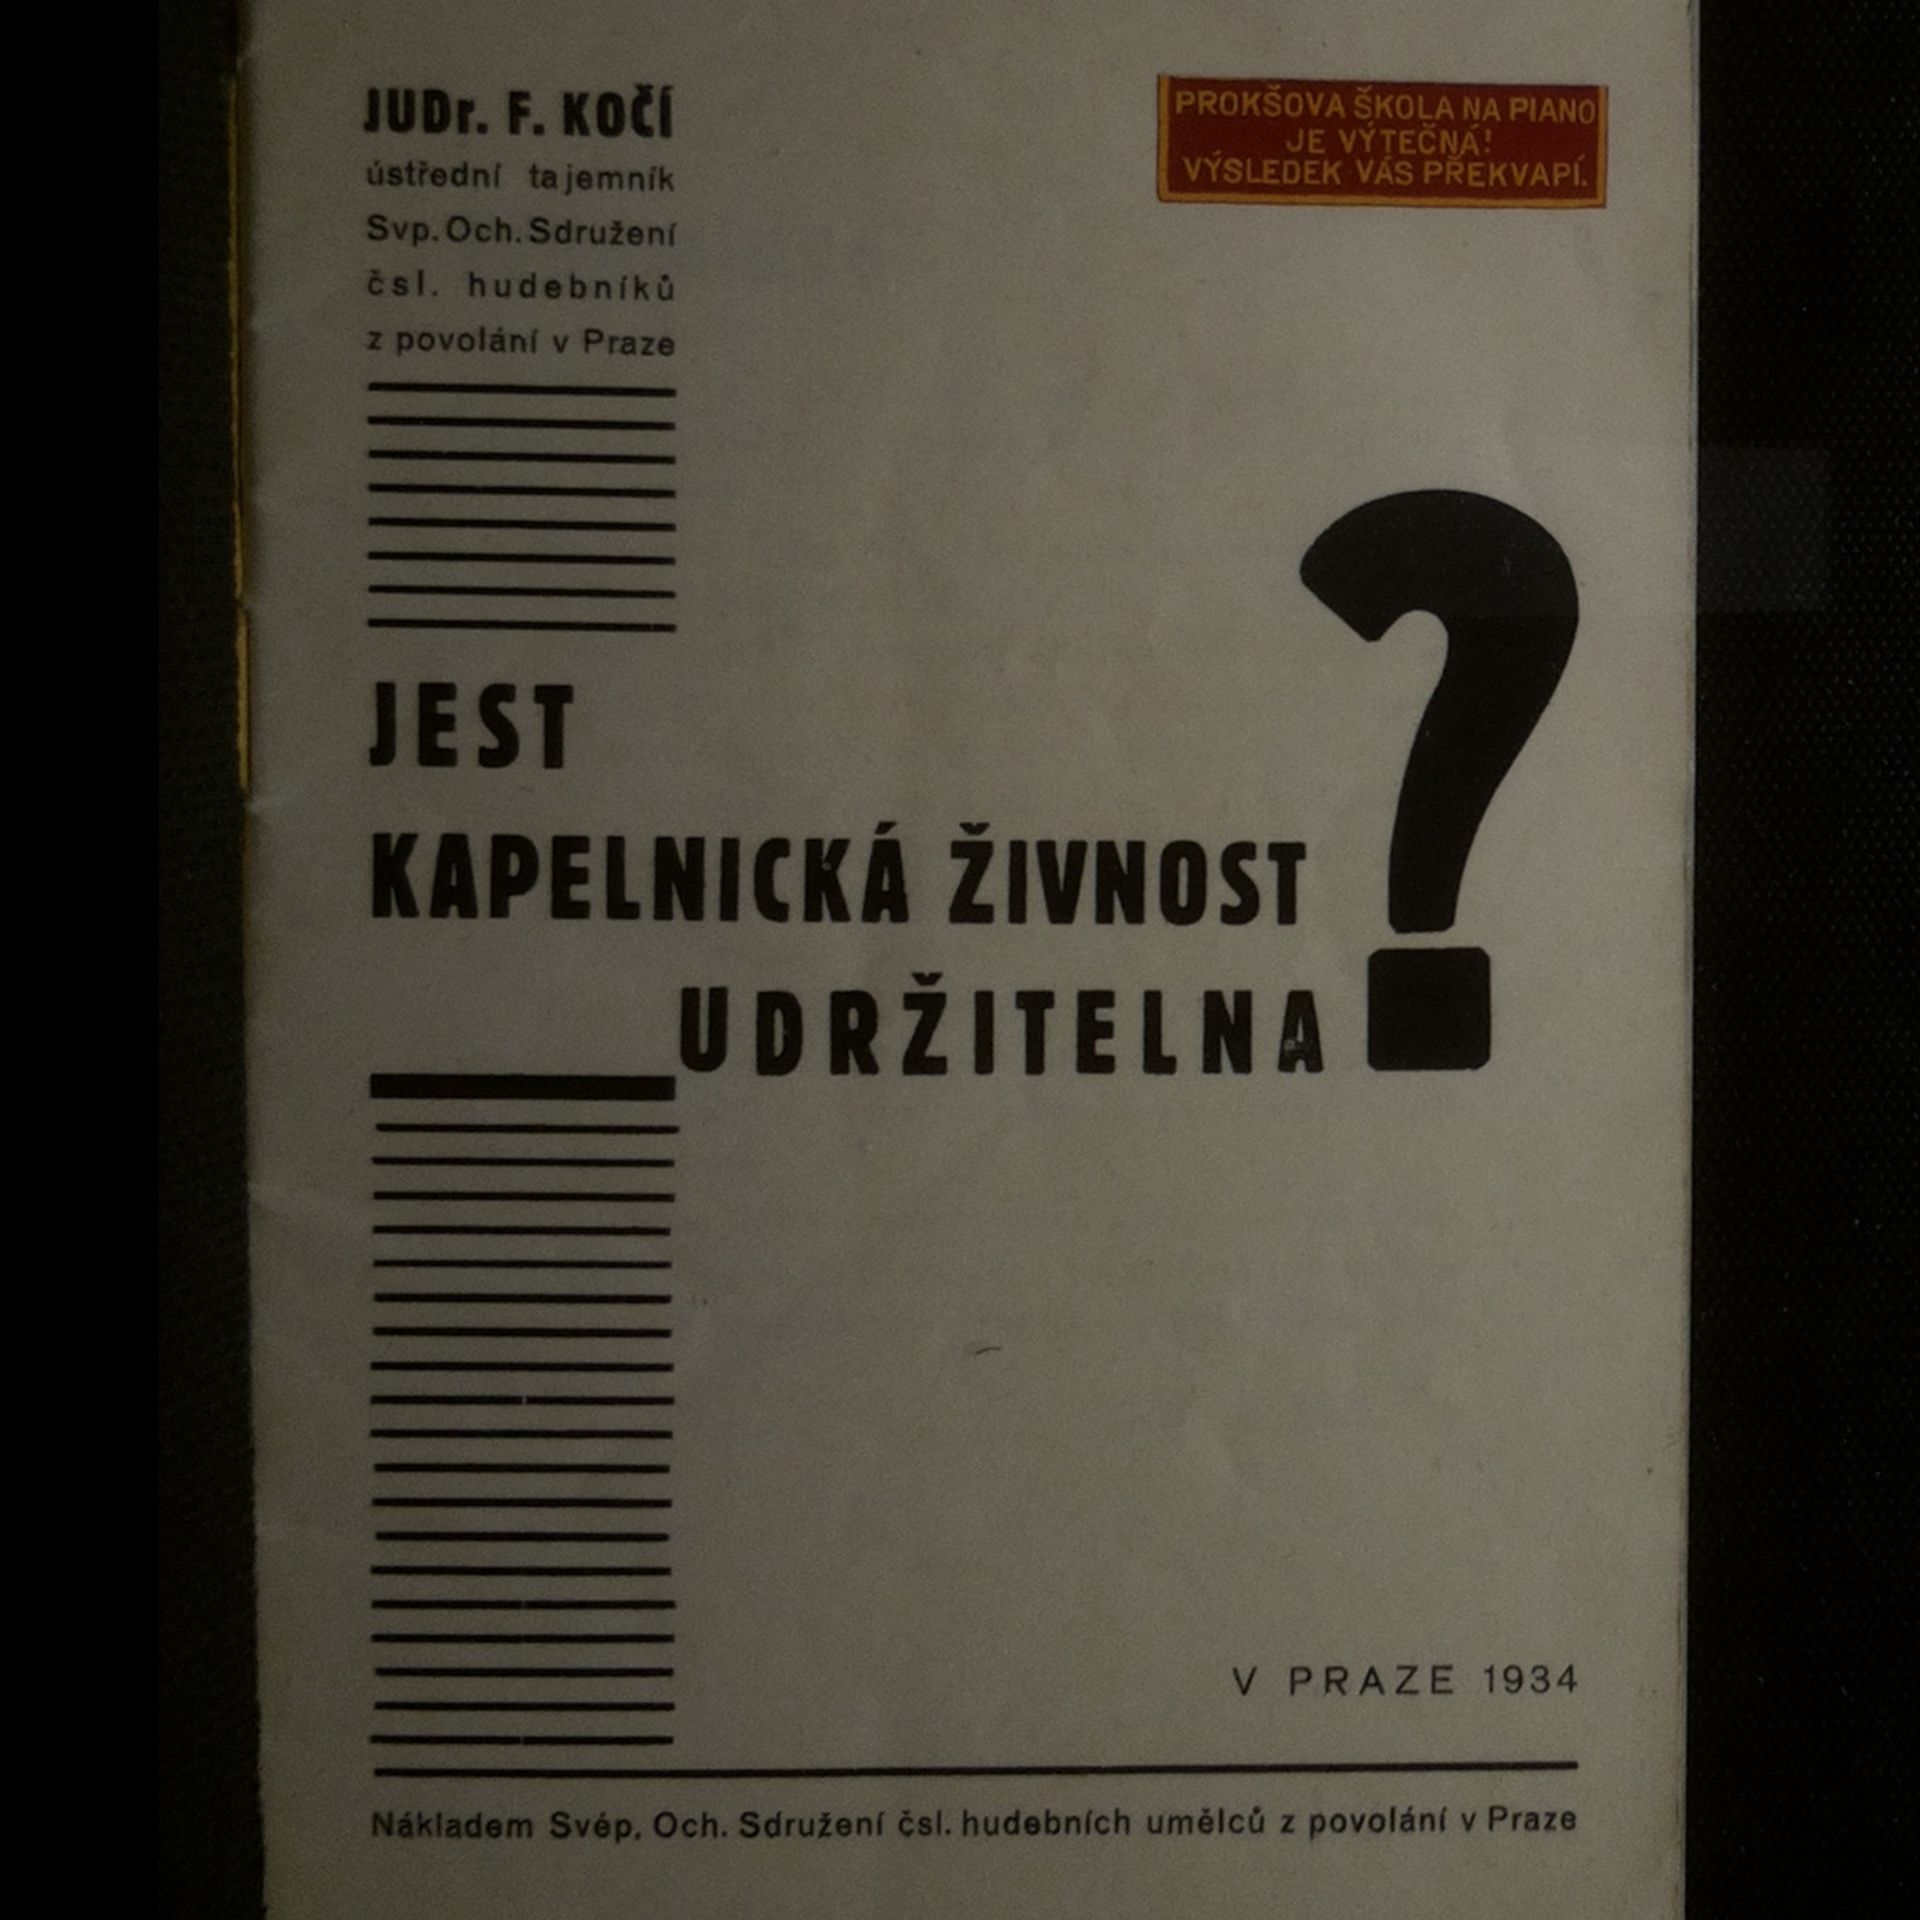 JUDr. F. KOČÍ
ústřední tajemník
Svp. Och. Sdružení
čsl. hudebníků
z povolání v Praze
PROKŠOVA ŠKOLA NA PIANO
JE VÝTEČNÁ!
VÝSLEDEK VÁS PŘEKVAPÍ.
JEST
KAPELNICKÁ ŽIVNOST
UDRŽITELNA?
V PRAZE 1934
Nákladem Svép. Och. Sdružení čsl. hudebních umělců z povolání v Praze